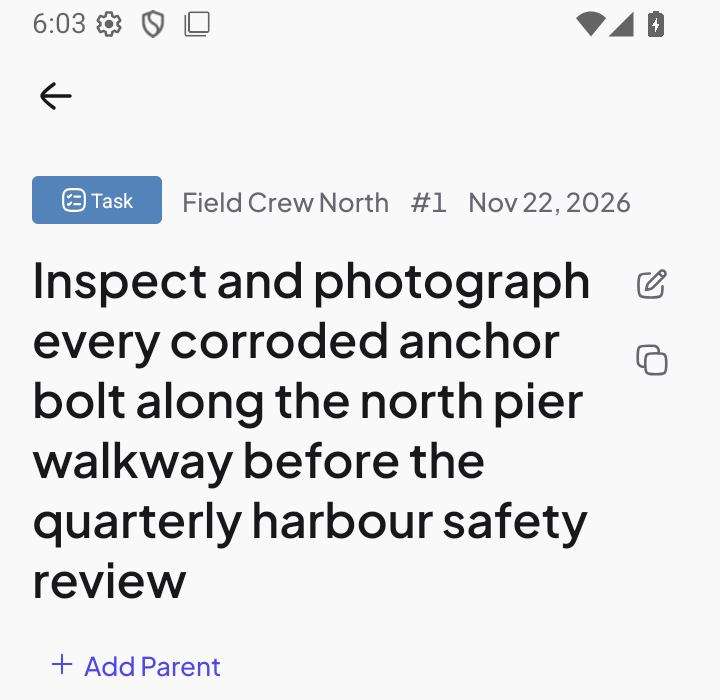 6:03
Task Field Crew North #1 Nov 22, 2026
Inspect and photograph
every corroded anchor
bolt along the north pier
walkway before the
quarterly harbour safety
review
+ Add Parent